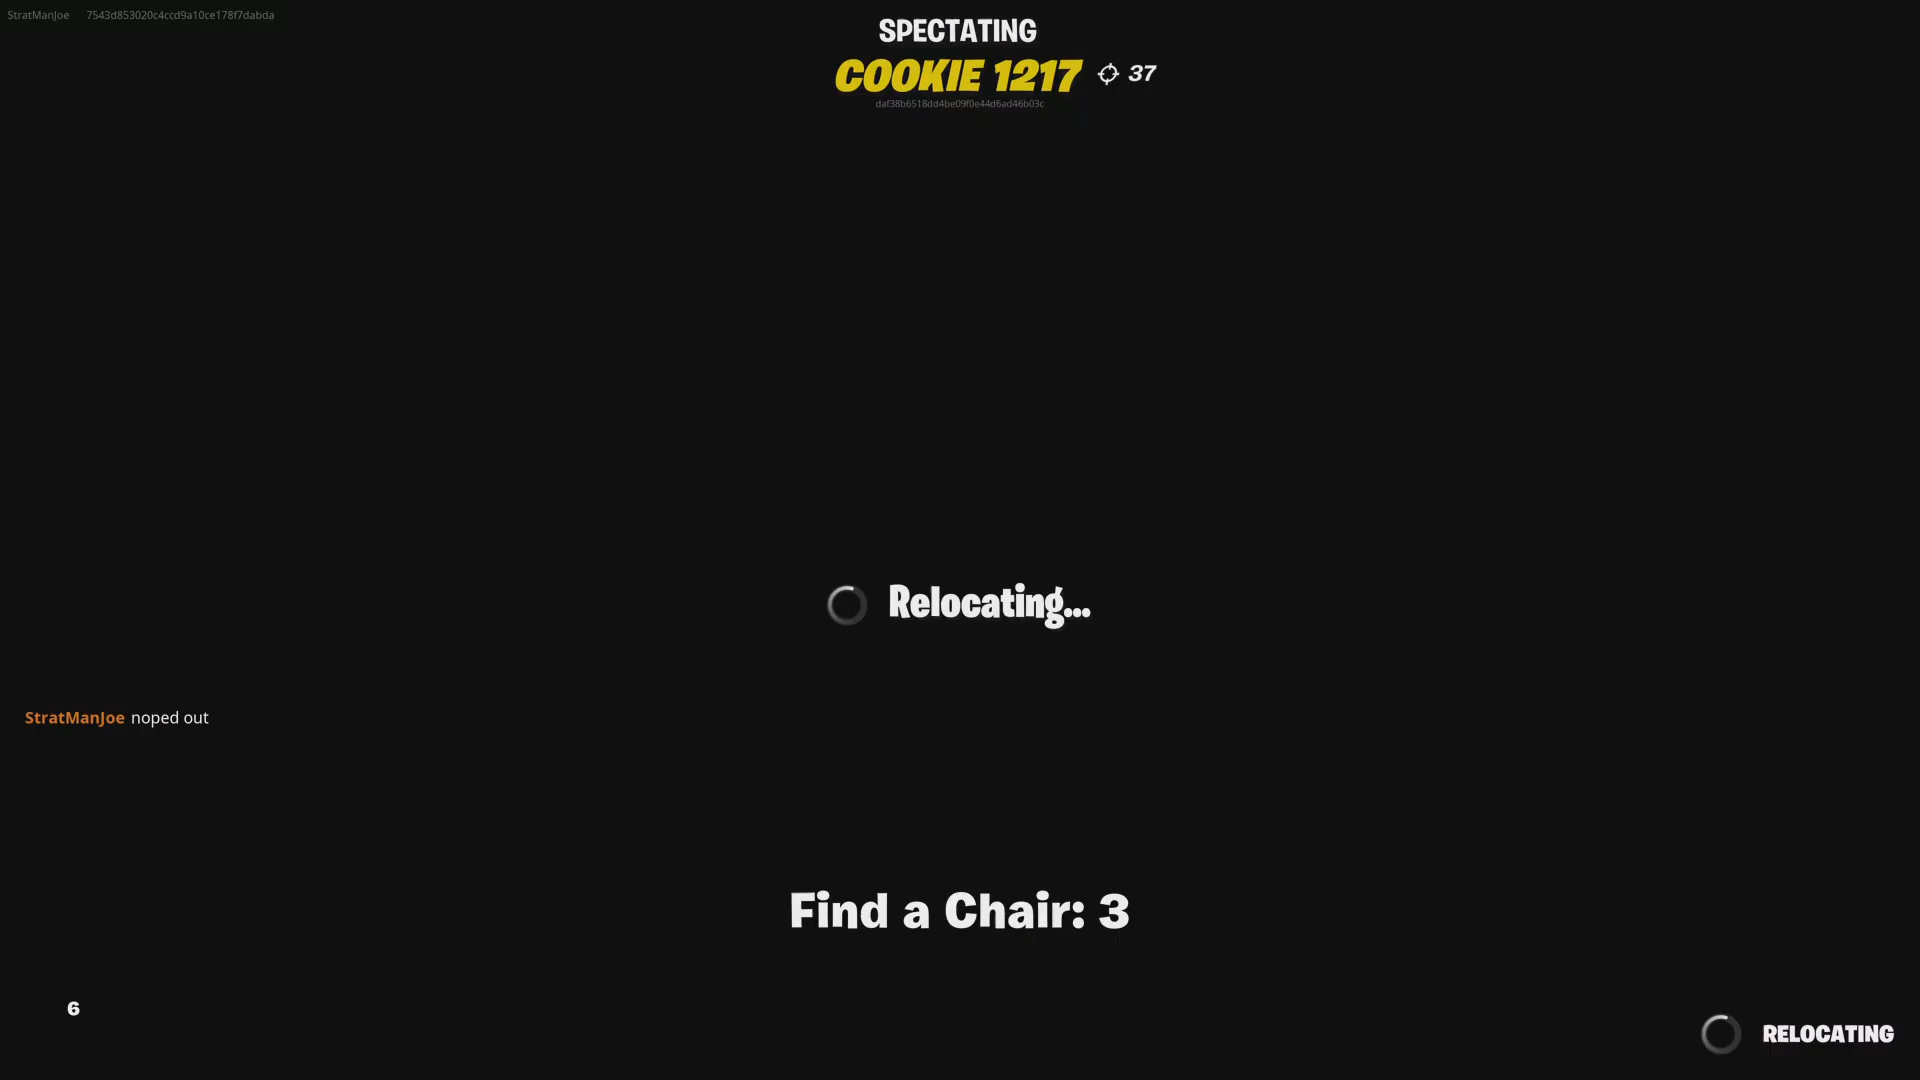 StratManJoe 7543d853020c4ccd9a10ce178f7dabda
SPECTATING
COOKIE 1217 37
daf38b6518dd4be09f0e44d6ad46b03c
Relocating...
StratManJoe noped out
Find a Chair: 3
6
RELOCATING